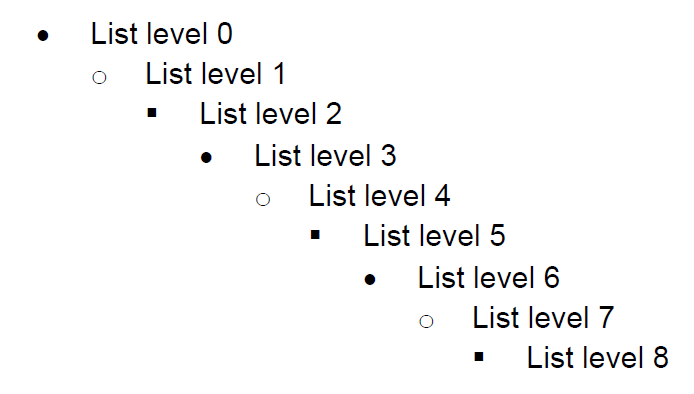 • List level 0
○ List level 1
▪ List level 2
• List level 3
○ List level 4
▪ List level 5
• List level 6
○ List level 7
▪ List level 8